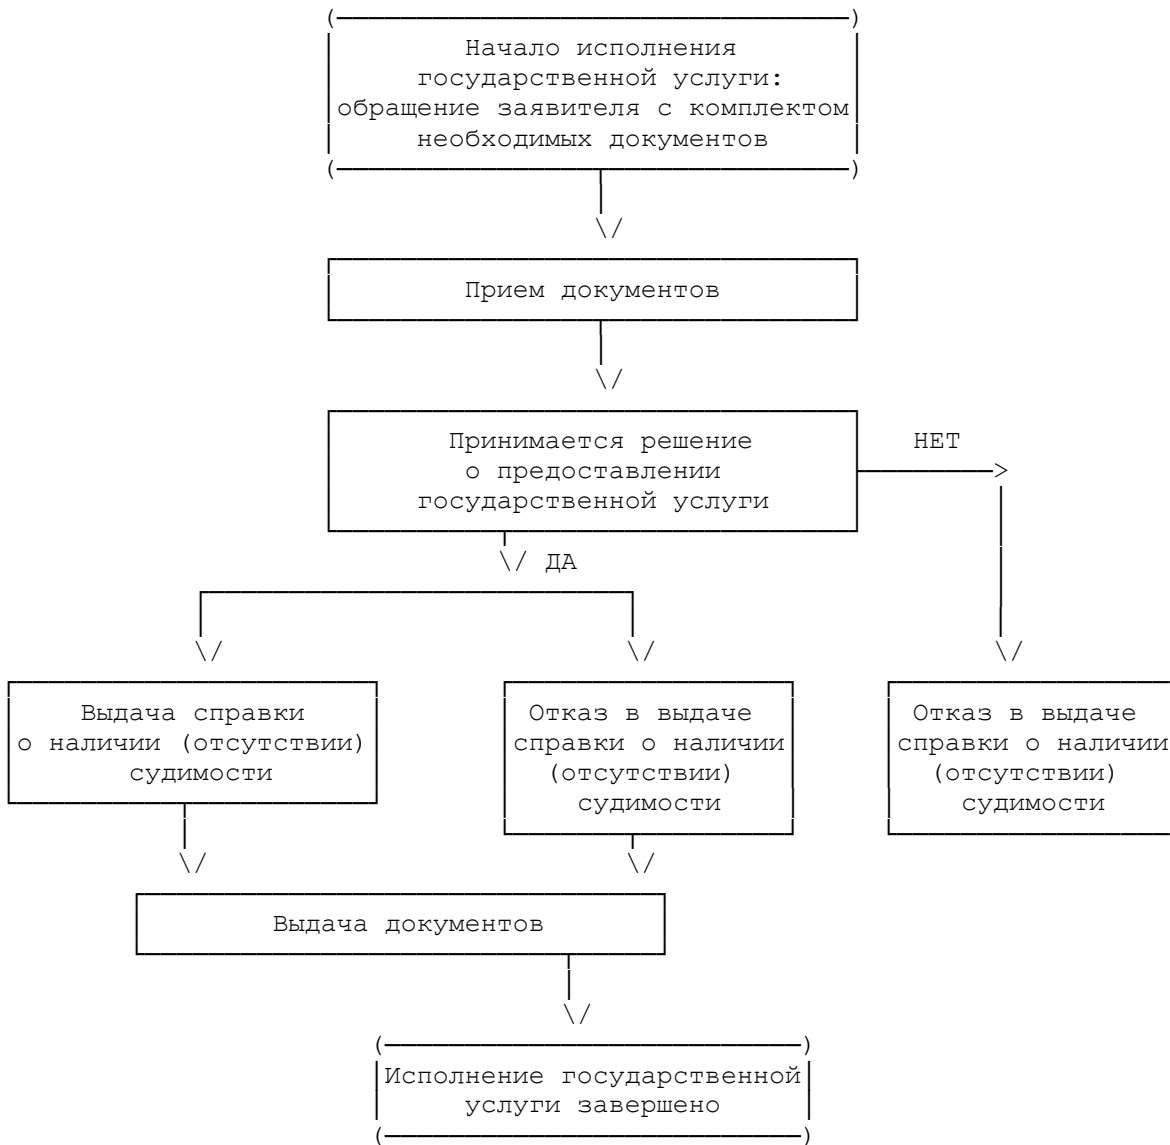 Начало исполнения
государственной услуги:
обращение заявителя с комплектом
необходимых документов
Прием документов
Принимается решение
о предоставлении
государственной услуги
НЕТ
ДА
Выдача справки
о наличии (отсутствии)
судимости
Отказ в выдаче
справки о наличии
(отсутствии)
судимости
Отказ в выдаче
справки о наличии
(отсутствии)
судимости
Выдача документов
Исполнение государственной
услуги завершено